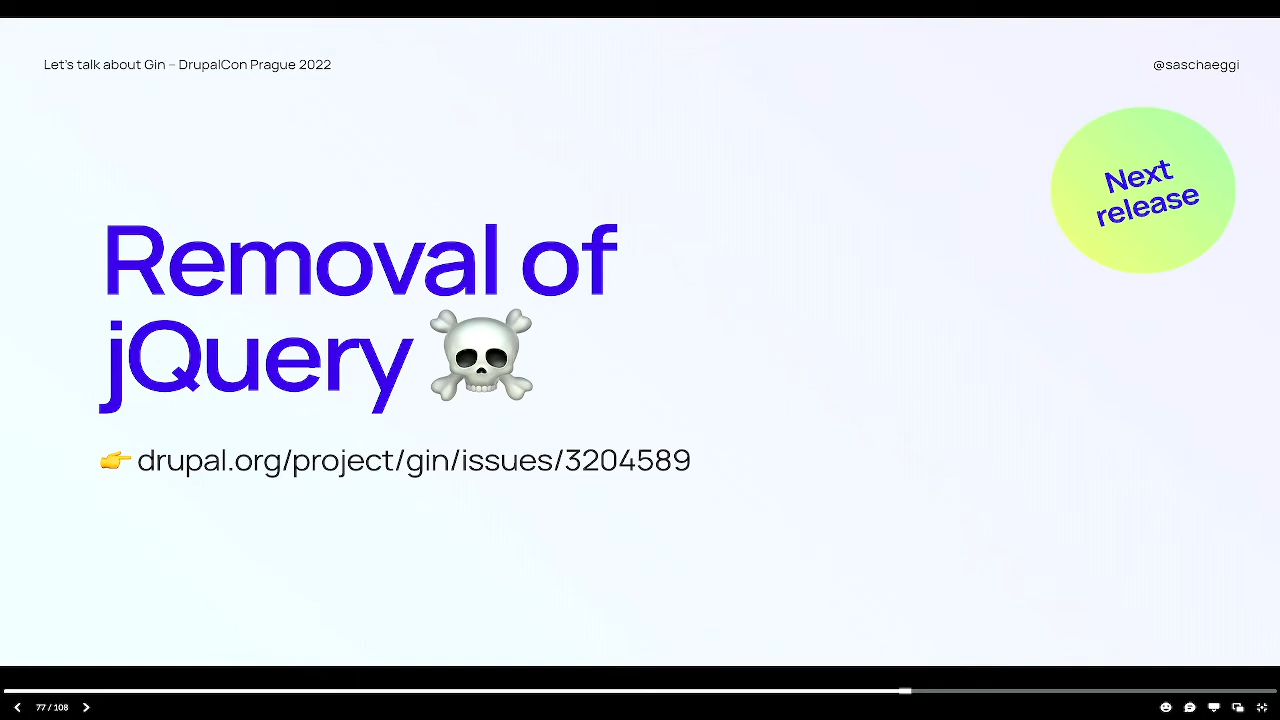 Let's talk about Gin – DrupalCon Prague 2022
@saschaeggi
Next
release
Removal of
jQuery ☠️
👉 drupal.org/project/gin/issues/3204589
77 / 108